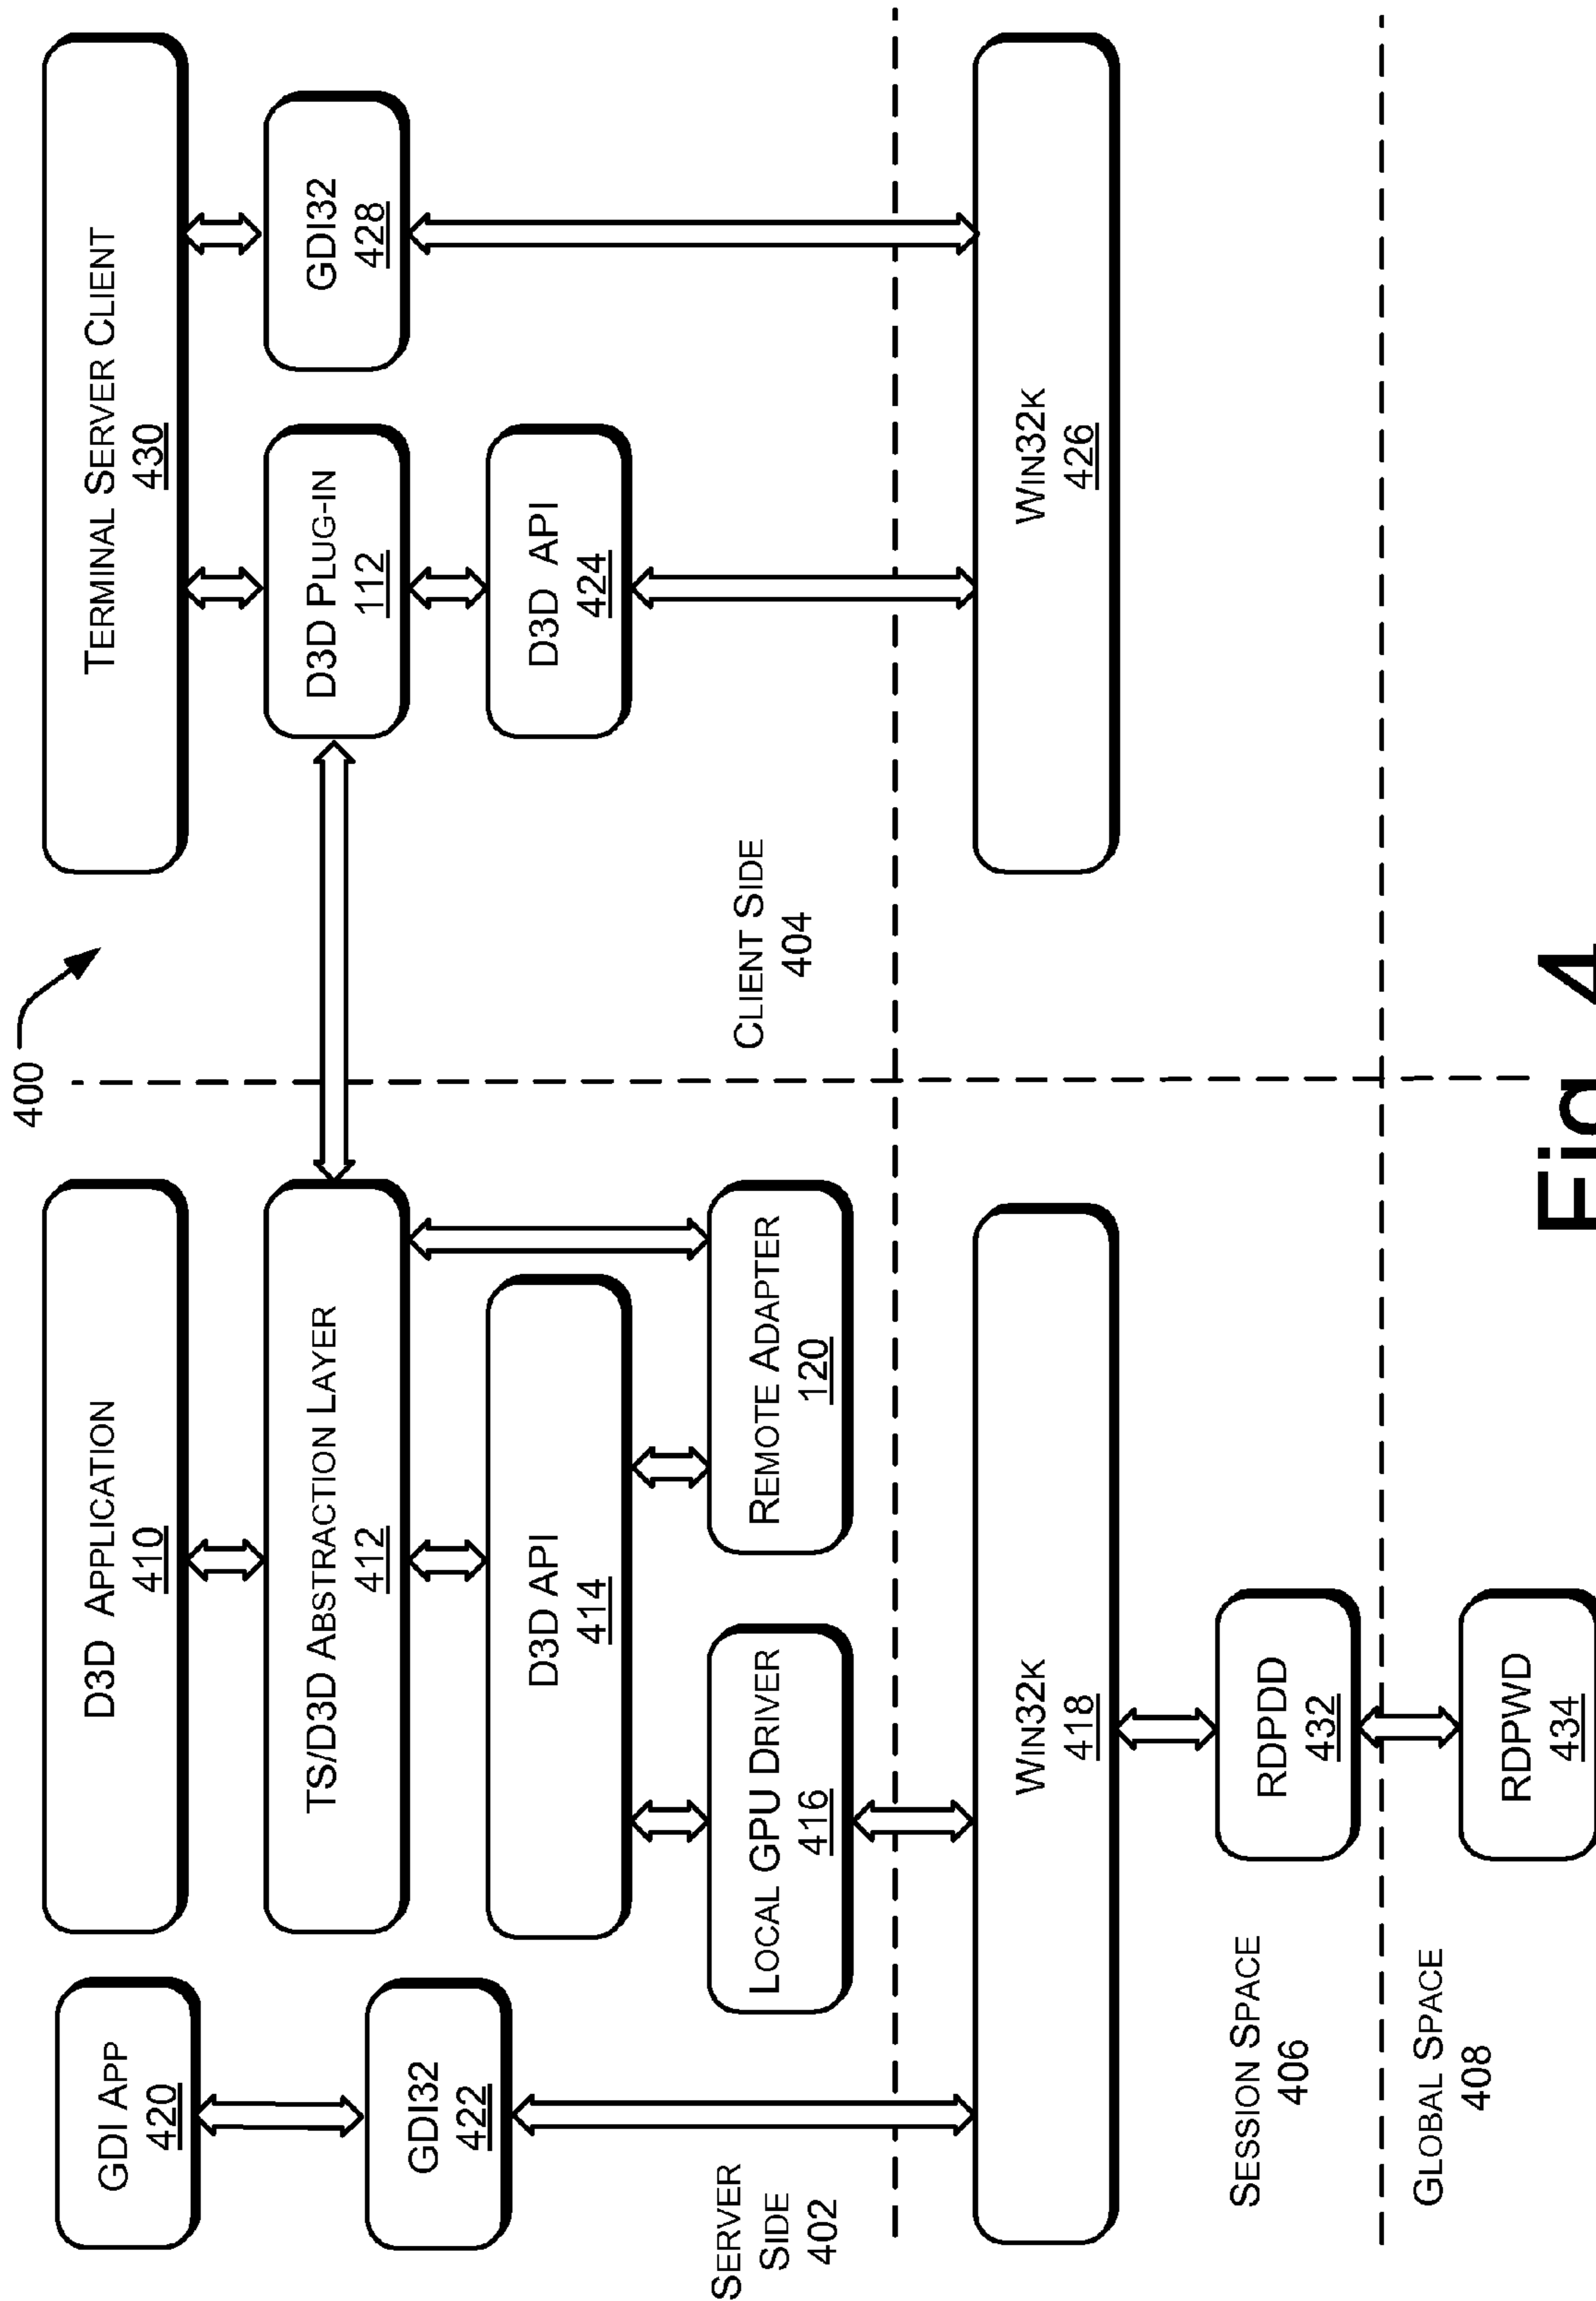 400
GDI App
420
D3D Application
410
Terminal Server Client
430
GDI32
422
TS/D3D Abstraction Layer
412
D3D Plug-in
112
GDI32
428
D3D API
414
D3D API
424
Local GPU Driver
416
Remote Adapter
120
Server
Side
402
Client Side
404
Win32k
418
Win32k
426
Session Space
406
RDPDD
432
Global Space
408
RDPWD
434
Fig. 4